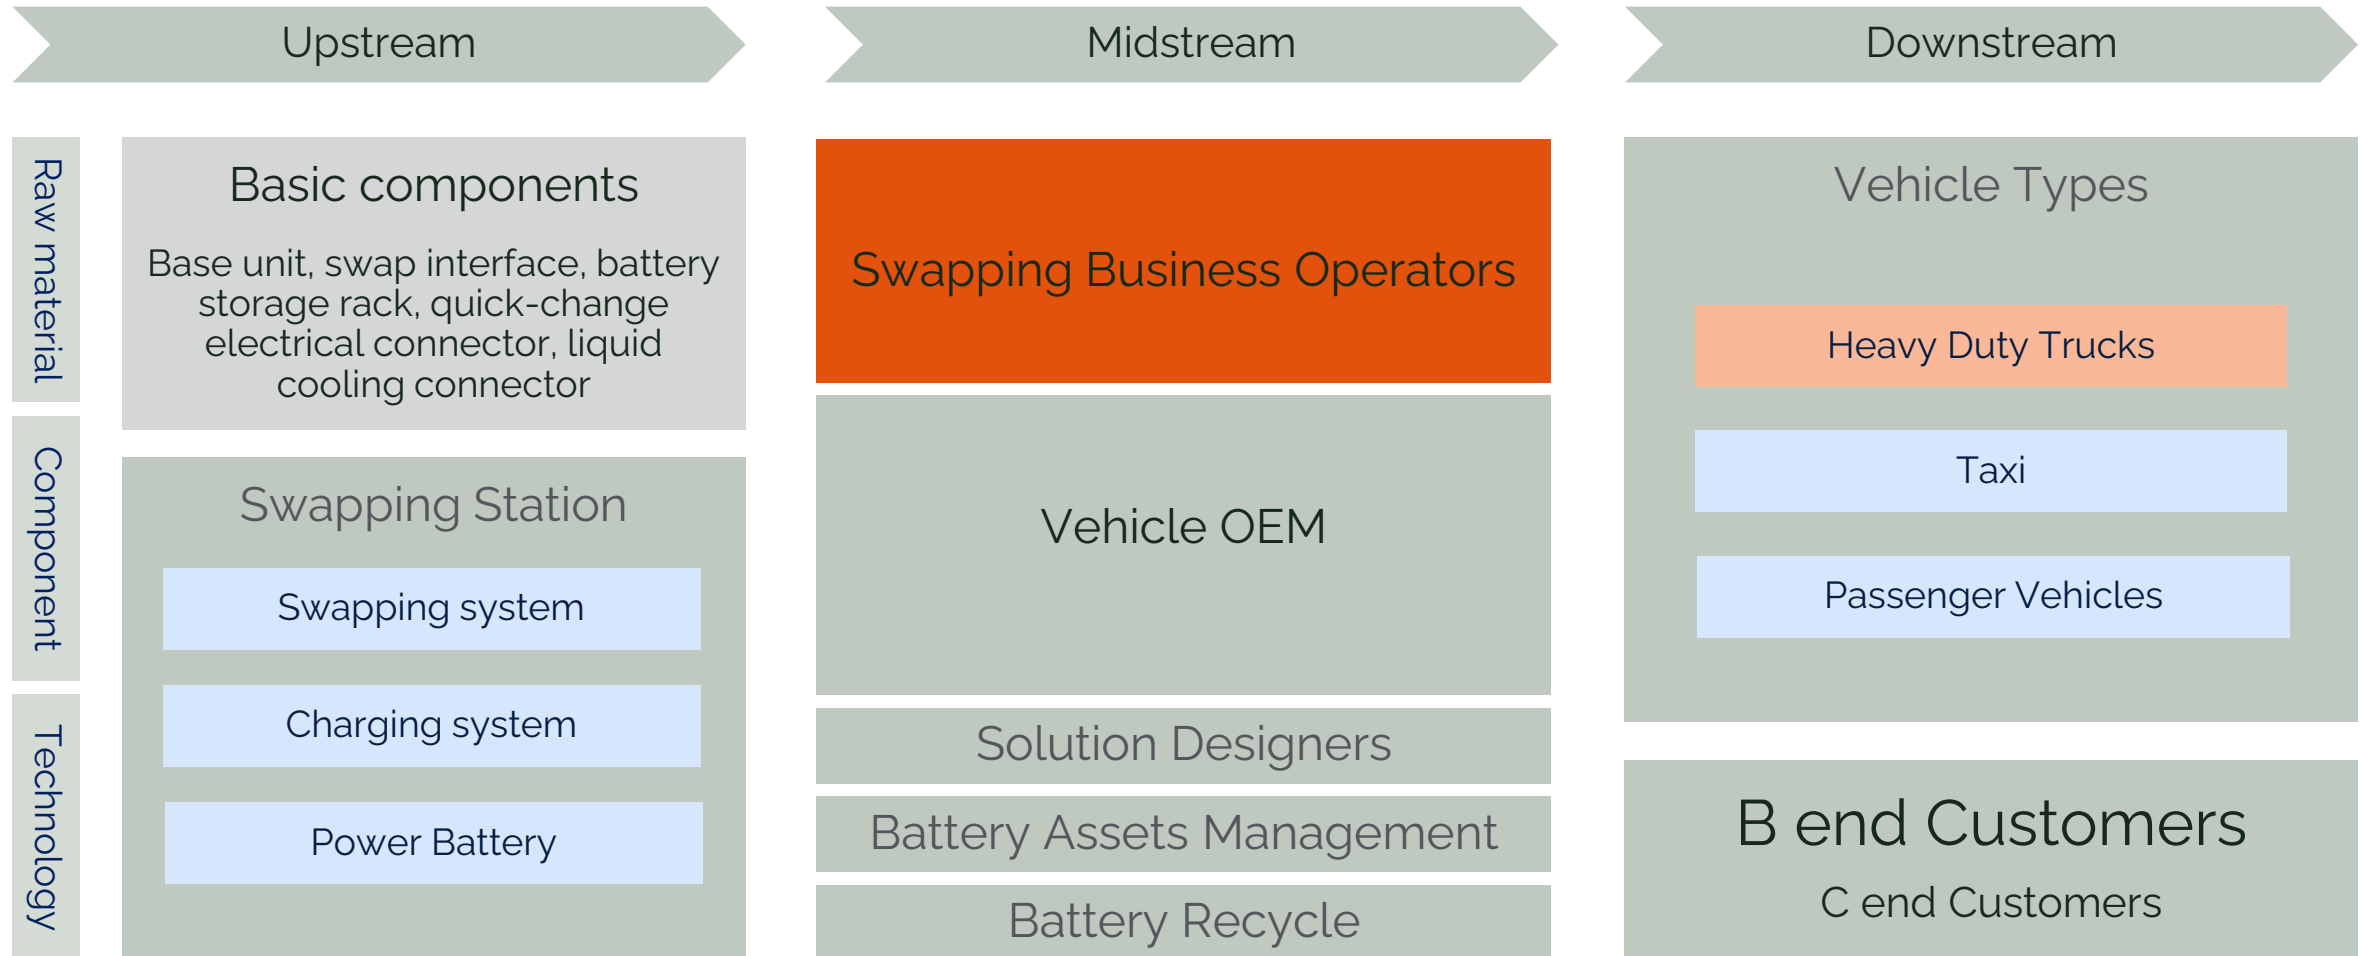 Upstream
Midstream
Downstream
Raw material
Component
Technology
Basic components
Base unit, swap interface, battery
storage rack, quick-change
electrical connector, liquid
cooling connector
Swapping Station
Swapping system
Charging system
Power Battery
Swapping Business Operators
Vehicle OEM
Solution Designers
Battery Assets Management
Battery Recycle
Vehicle Types
Heavy Duty Trucks
Taxi
Passenger Vehicles
B end Customers
C end Customers